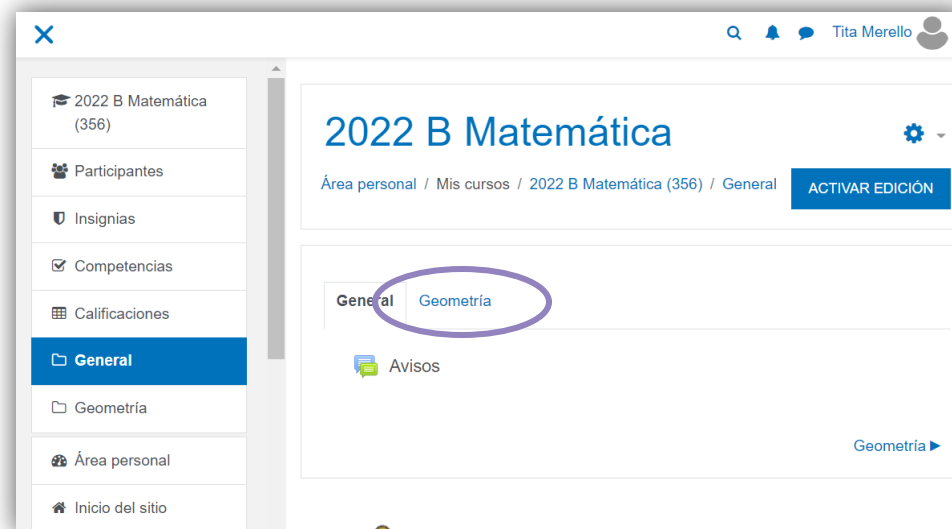 Tita Merello
2022 B Matemática
(356)
Participantes
Insignias
Competencias
Calificaciones
General
Geometría
Área personal
Inicio del sitio
2022 B Matemática
Área personal / Mis cursos / 2022 B Matemática (356) / General
ACTIVAR EDICIÓN
General Geometría
Avisos
Geometría ▶